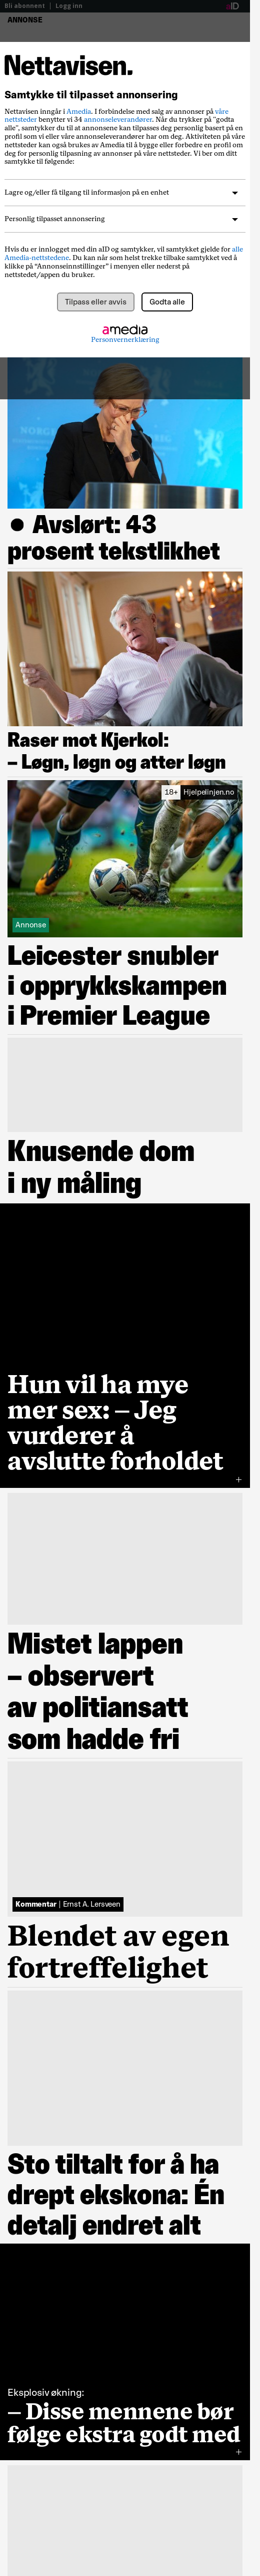 Bli abonnent | Logg inn
aID
ANNONSE
Nettavisen.
Samtykke til tilpasset annonsering
Nettavisen inngår i Amedia. I forbindelse med salg av annonser på våre
nettsteder benytter vi 34 annonseleverandører. Når du trykker på "godta
alle", samtykker du til at annonsene kan tilpasses deg personlig basert på en
profil som vi eller våre annonseleverandører har om deg. Aktiviteten på våre
nettsteder kan også brukes av Amedia til å bygge eller forbedre en profil om
deg for personlig tilpasning av annonser på våre nettsteder. Vi ber om ditt
samtykke til følgende:
Lagre og/eller få tilgang til informasjon på en enhet
Personlig tilpasset annonsering
Hvis du er innlogget med din aID og samtykker, vil samtykket gjelde for alle
Amedia-nettstedene. Du kan når som helst trekke tilbake samtykket ved å
klikke på “Annonseinnstillinger” i menyen eller nederst på
nettstedet/appen du bruker.
Tilpass eller avvis
Godta alle
amedia
Personvernerklæring
● Avslørt: 43
prosent tekstlikhet
Raser mot Kjerkol:
– Løgn, løgn og atter løgn
18+ Hjelpelinjen.no
Annonse
Leicester snubler
i opprykkskampen
i Premier League
Knusende dom
i ny måling
Hun vil ha mye
mer sex: – Jeg
vurderer å
avslutte forholdet
+
Mistet lappen
– observert
av politiansatt
som hadde fri
Kommentar | Ernst A. Lersveen
Blendet av egen
fortreffelighet
Sto tiltalt for å ha
drept ekskona: Én
detalj endret alt
Eksplosiv økning:
– Disse mennene bør
følge ekstra godt med
+